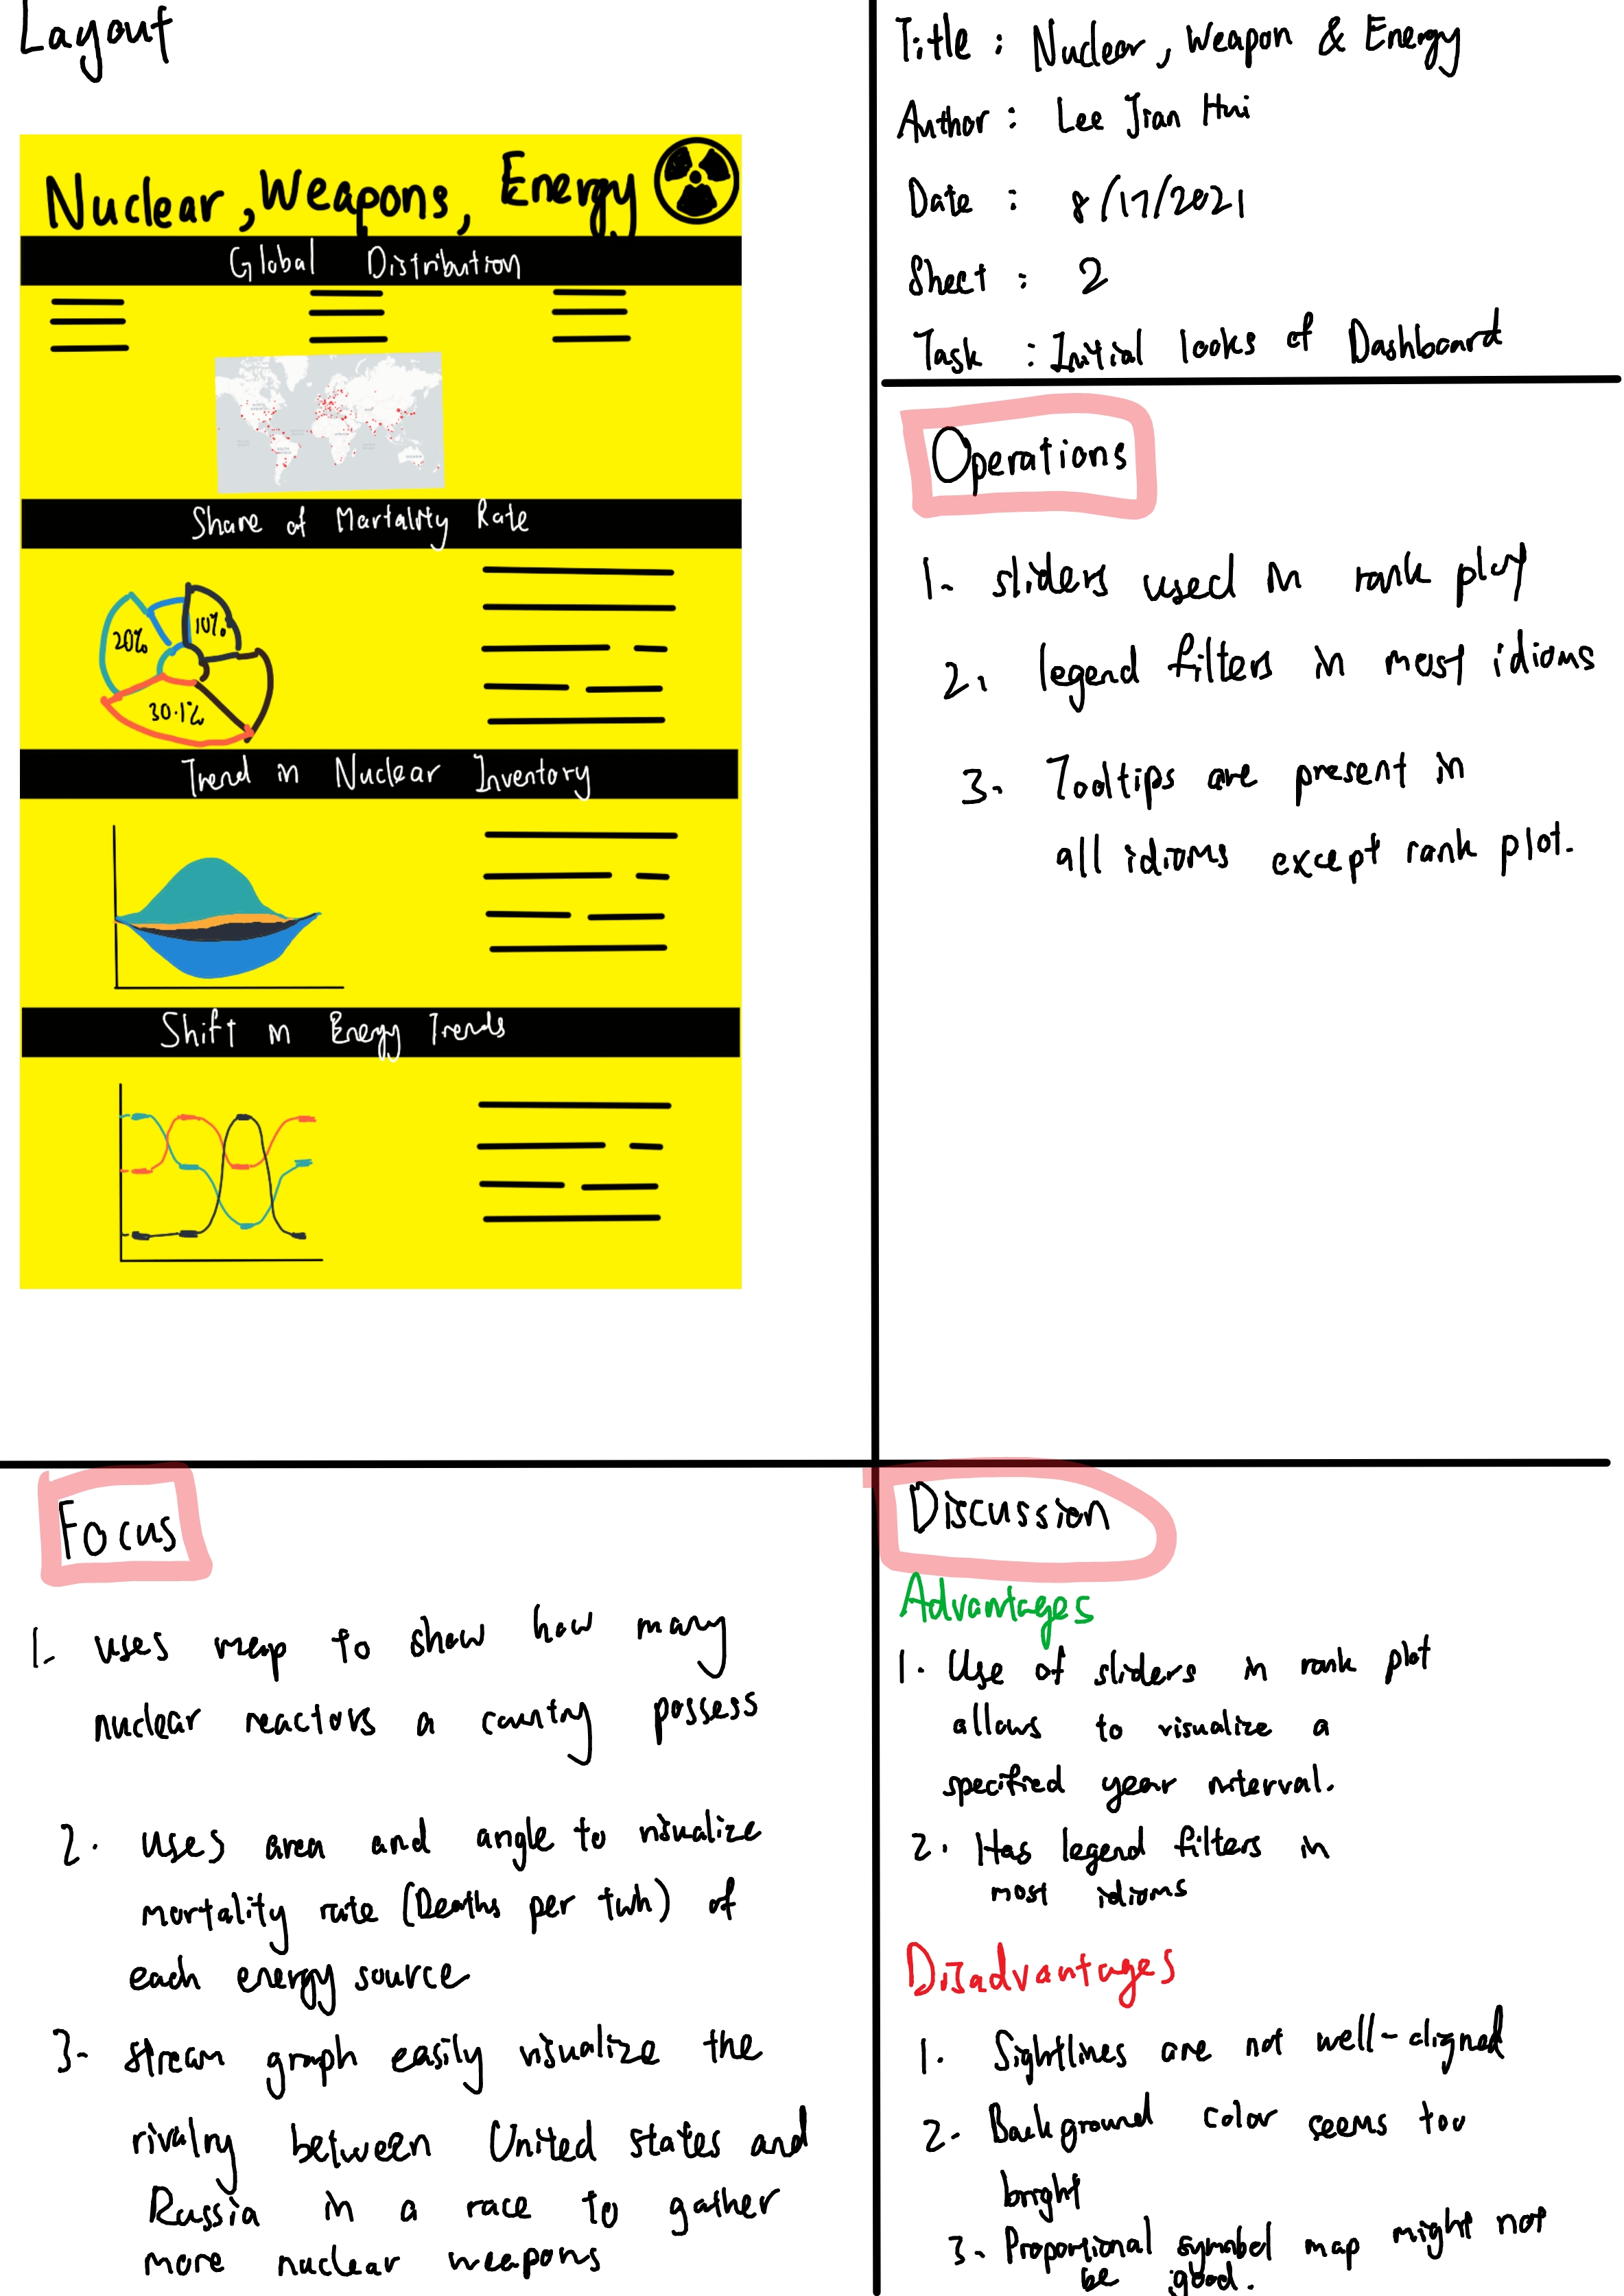 Layout
Nuclear, Weapons, Energy
Global Distribution
Share of Martality Rate
20%
10%
30.1%
Trend in Nuclear Inventory
Shift in Energy Trends
Title : Nuclear, Weapon & Energy
Author : Lee Jian Hui
Date : 8/17/2021
Sheet : 2
Task : Initial looks of Dashboard
Operations
1- sliders used in rank plot
2. legend filters in most idioms
3- Tooltips are present in
all idioms except rank plot.
Focus
1. uses map to show how many
nuclear reactors a country possess
2. uses area and angle to visualize
mortality rate (Deaths per twh) of
each energy source
3- stream graph easily visualize the
rivalry between United states and
Russia in a race to gather
more nuclear weapons
Discussion
Advantages
1. Use of sliders in rank plot
allows to visualize a
specified year interval.
2. Has legend filters in
most idioms
Disadvantages
1. Sightlines are not well-aligned
2- Background color seems too
bright
3- Proportional symbol map might not
be good.